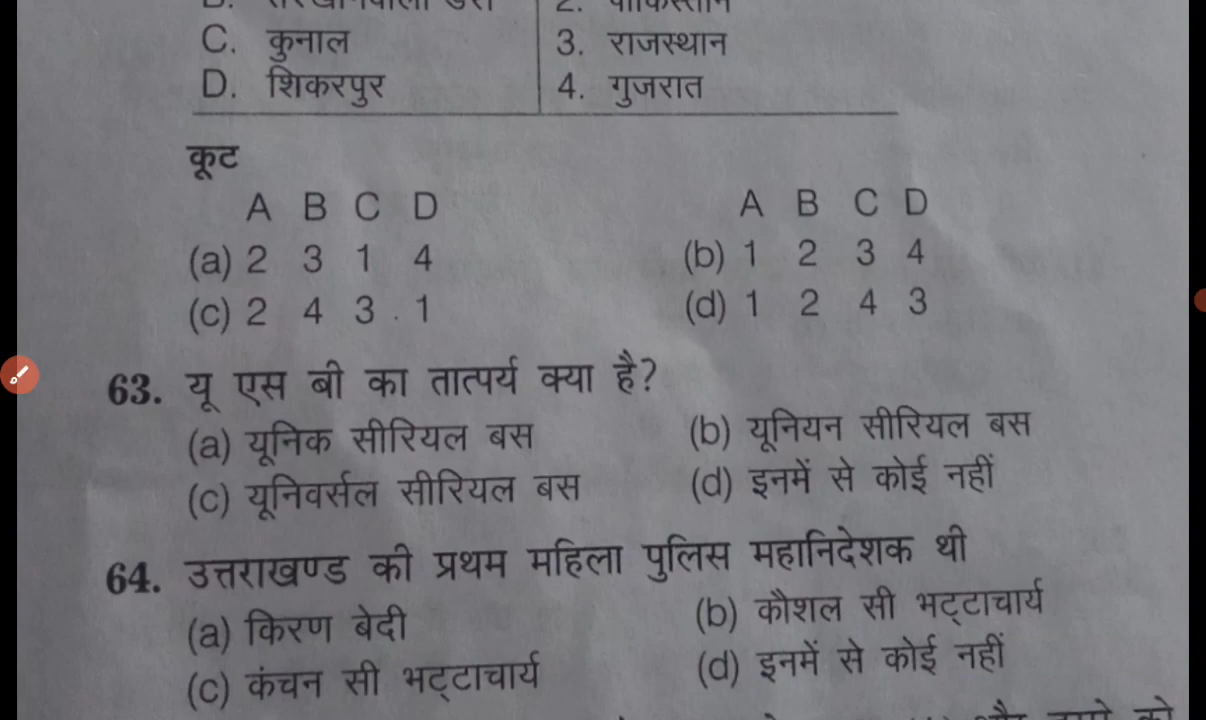 C. कुनाल 3. राजस्थान
D. शिकरपुर 4. गुजरात
कूट
A B C D A B C D
(a) 2 3 1 4 (b) 1 2 3 4
(c) 2 4 3 1 (d) 1 2 4 3
63. यू एस बी का तात्पर्य क्या है?
(a) यूनिक सीरियल बस (b) यूनियन सीरियल बस
(c) यूनिवर्सल सीरियल बस (d) इनमें से कोई नहीं
64. उत्तराखण्ड की प्रथम महिला पुलिस महानिदेशक थी
(a) किरण बेदी (b) कौशल सी भट्टाचार्य
(c) कंचन सी भट्टाचार्य (d) इनमें से कोई नहीं